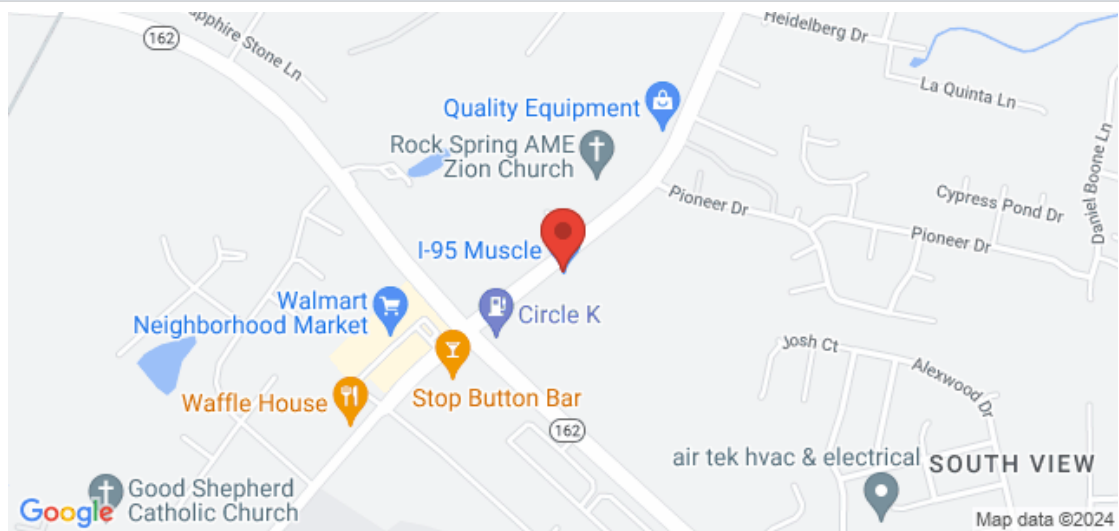 162
Sapphire Stone Ln
Heidelberg Dr
La Quinta Ln
Quality Equipment
Rock Spring AME
Zion Church
Pioneer Dr
Cypress Pond Dr
Daniel Boone Ln
Pioneer Dr
I-95 Muscle
Walmart
Neighborhood Market
Circle K
Josh Ct
Alexwood Dr
Waffle House
Stop Button Bar
162
air tek hvac & electrical
SOUTH VIEW
Good Shepherd
Catholic Church
Google
Map data ©2024